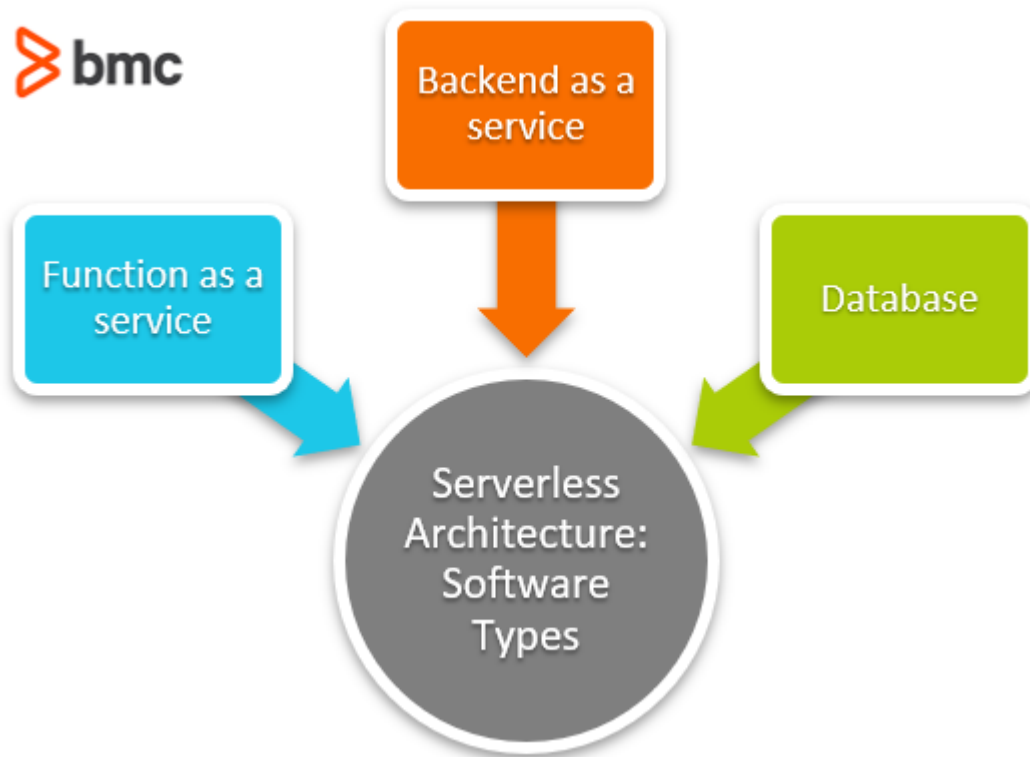 bmc
Backend as a
service
Function as a
service
Database
Serverless
Architecture:
Software
Types